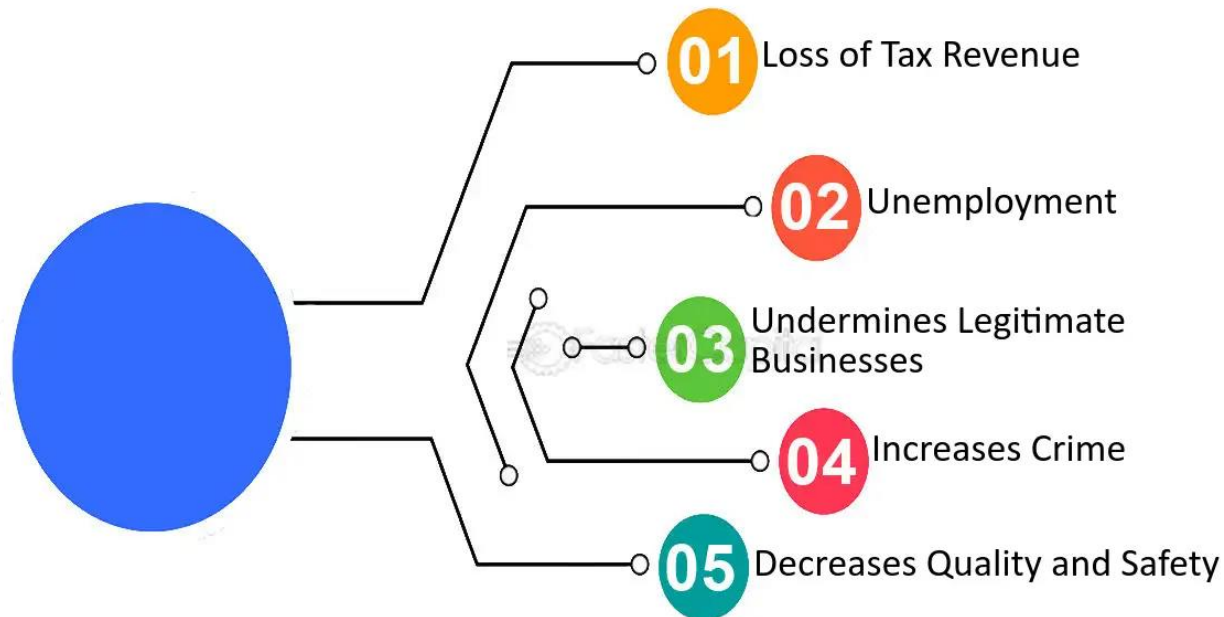 01 Loss of Tax Revenue
02 Unemployment
03 Undermines Legitimate
Businesses
04 Increases Crime
05 Decreases Quality and Safety